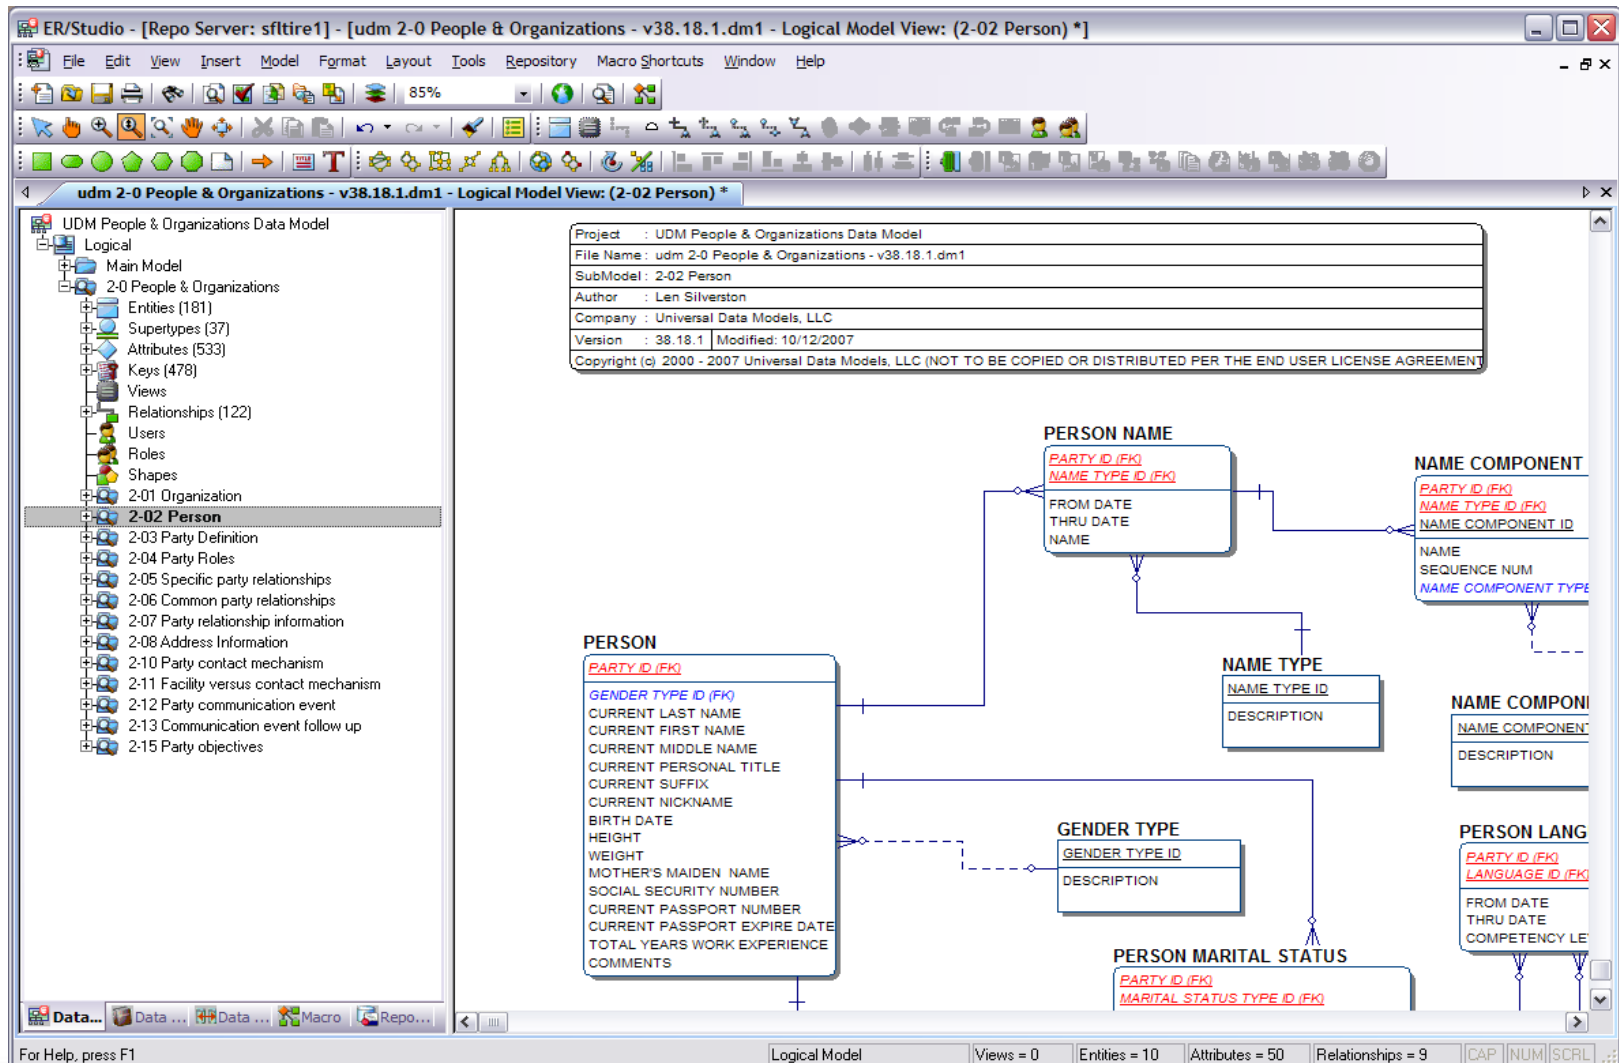 ER/Studio - [Repo Server: sfltire1] - [udm 2-0 People & Organizations - v38.18.1.dm1 - Logical Model View: (2-02 Person) *]
File Edit View Insert Model Format Layout Tools Repository Macro Shortcuts Window Help
85%
udm 2-0 People & Organizations - v38.18.1.dm1 - Logical Model View: (2-02 Person) *
UDM People & Organizations Data Model
Logical
Main Model
2-0 People & Organizations
Entities (181)
Supertypes (37)
Attributes (533)
Keys (478)
Views
Relationships (122)
Users
Roles
Shapes
2-01 Organization
2-02 Person
2-03 Party Definition
2-04 Party Roles
2-05 Specific party relationships
2-06 Common party relationships
2-07 Party relationship information
2-08 Address Information
2-10 Party contact mechanism
2-11 Facility versus contact mechanism
2-12 Party communication event
2-13 Communication event follow up
2-15 Party objectives
Data... Data ... Data ... Macro Repo...
Project : UDM People & Organizations Data Model
File Name : udm 2-0 People & Organizations - v38.18.1.dm1
SubModel : 2-02 Person
Author : Len Silverston
Company : Universal Data Models, LLC
Version : 38.18.1 Modified: 10/12/2007
Copyright (c) 2000 - 2007 Universal Data Models, LLC (NOT TO BE COPIED OR DISTRIBUTED PER THE END USER LICENSE AGREEMENT
PERSON NAME
PARTY ID (FK)
NAME TYPE ID (FK)
FROM DATE
THRU DATE
NAME
NAME COMPONENT
PARTY ID (FK)
NAME TYPE ID (FK)
NAME COMPONENT ID
NAME
SEQUENCE NUM
NAME COMPONENT TYPE
PERSON
PARTY ID (FK)
GENDER TYPE ID (FK)
CURRENT LAST NAME
CURRENT FIRST NAME
CURRENT MIDDLE NAME
CURRENT PERSONAL TITLE
CURRENT SUFFIX
CURRENT NICKNAME
BIRTH DATE
HEIGHT
WEIGHT
MOTHER'S MAIDEN NAME
SOCIAL SECURITY NUMBER
CURRENT PASSPORT NUMBER
CURRENT PASSPORT EXPIRE DATE
TOTAL YEARS WORK EXPERIENCE
COMMENTS
NAME TYPE
NAME TYPE ID
DESCRIPTION
NAME COMPONE
NAME COMPONENT
DESCRIPTION
GENDER TYPE
GENDER TYPE ID
DESCRIPTION
PERSON LANG
PARTY ID (FK)
LANGUAGE ID (FK)
FROM DATE
THRU DATE
COMPETENCY LE
PERSON MARITAL STATUS
PARTY ID (FK)
MARITAL STATUS TYPE ID (FK)
For Help, press F1 Logical Model Views = 0 Entities = 10 Attributes = 50 Relationships = 9 CAP NUM SCRL